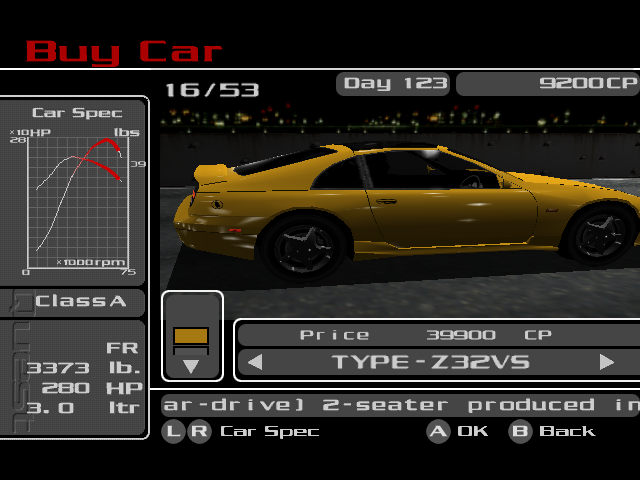 Buy Car
16/53 Day 123 9200CP
Car Spec
×10HP lbs
28
39
×1000rpm
0 75
ClassA
FR
3373 lb.
280 HP
3.0 ltr
Price 39900 CP
TYPE-Z32VS
ar-drive) 2-seater produced in
L R Car Spec A OK B Back